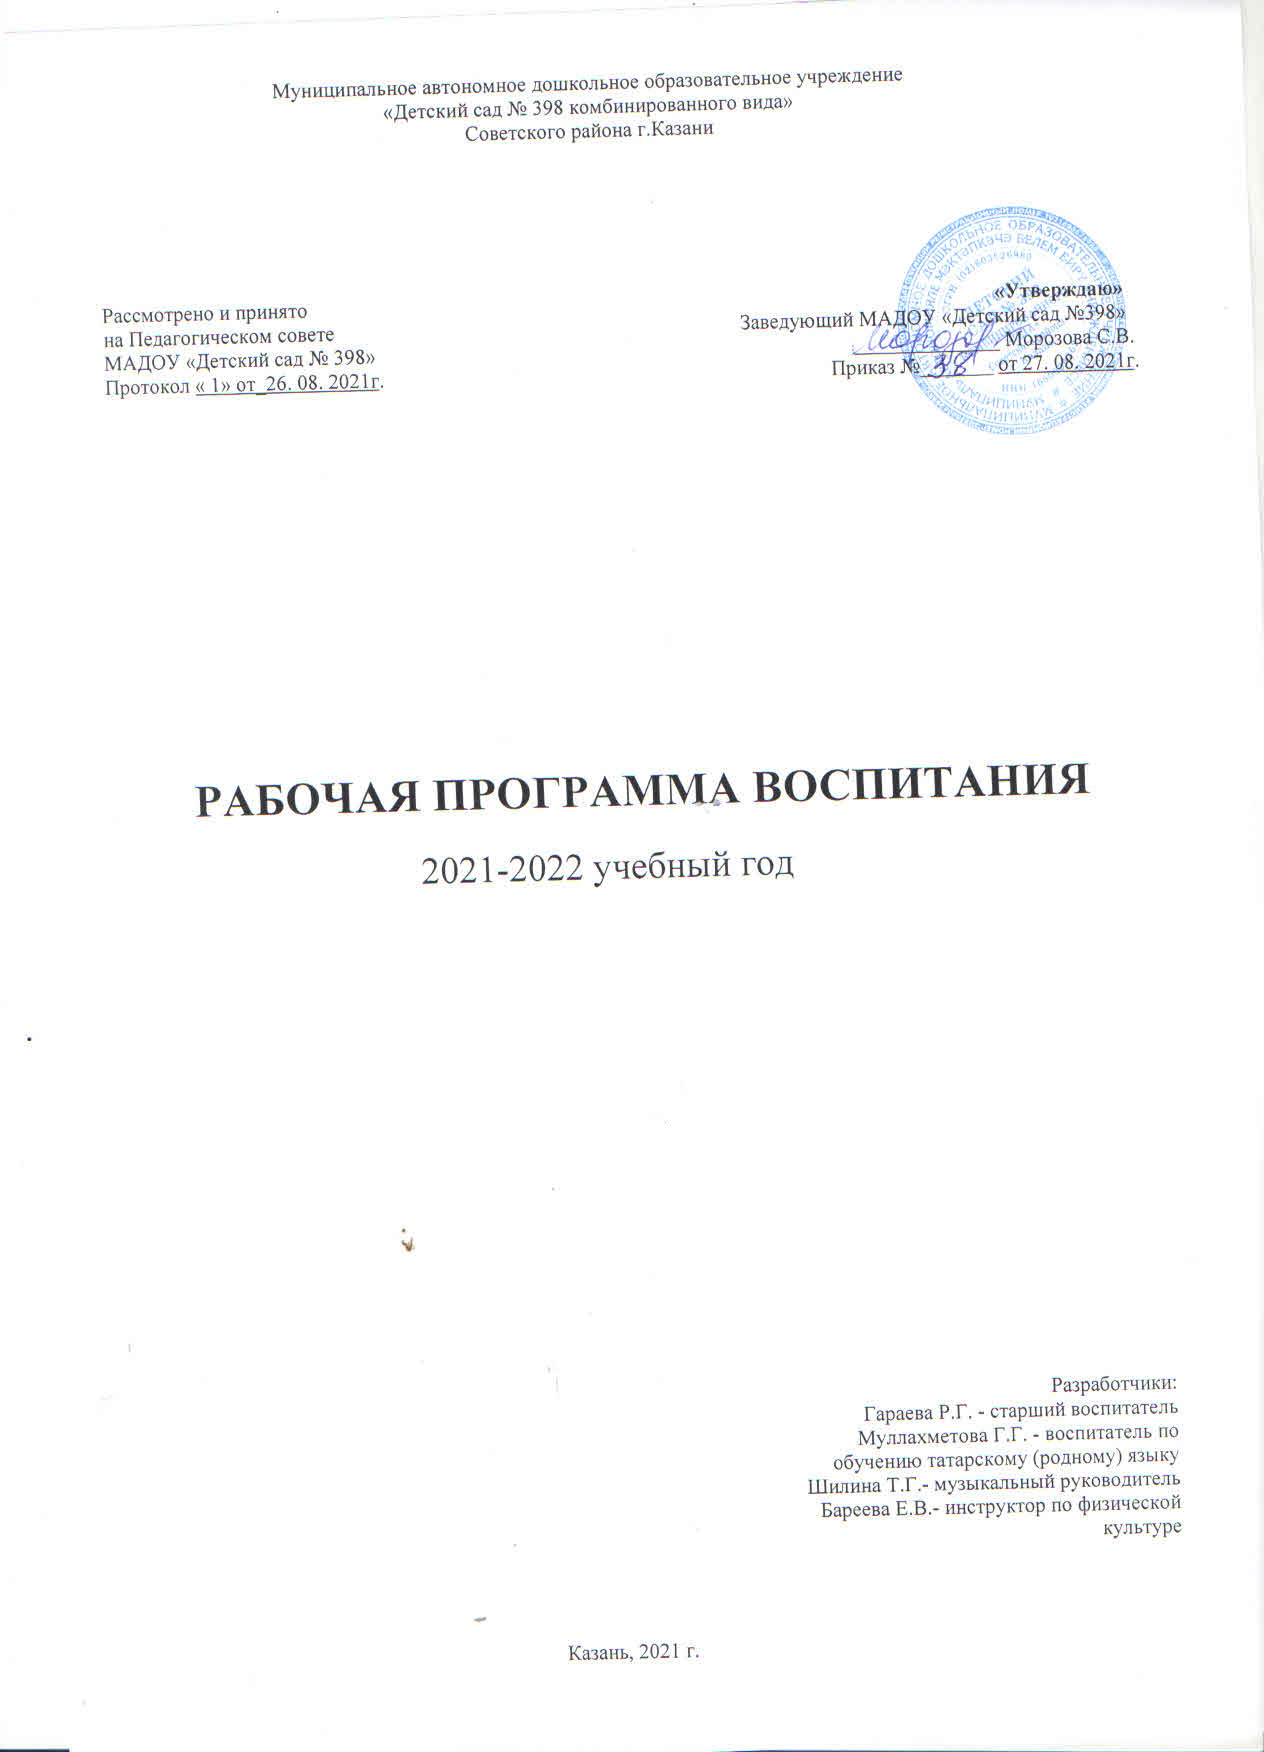 Муниципальное автономное дошкольное образовательное учреждение
«Детский сад № 398 комбинированного вида»
Советского района г.Казани
Рассмотрено и принято
на Педагогическом совете
МАДОУ «Детский сад № 398»
Протокол « 1» от_26. 08. 2021г.
«Утверждаю»
Заведующий МАДОУ «Детский сад №398»
Морозова С.В.
Приказ № 38 от 27. 08. 2021г.
РАБОЧАЯ ПРОГРАММА ВОСПИТАНИЯ
2021-2022 учебный год
Разработчики:
Гараева Р.Г. - старший воспитатель
Муллахметова Г.Г. - воспитатель по
обучению татарскому (родному) языку
Шилина Т.Г.- музыкальный руководитель
Бареева Е.В.- инструктор по физической
культуре
Казань, 2021 г.